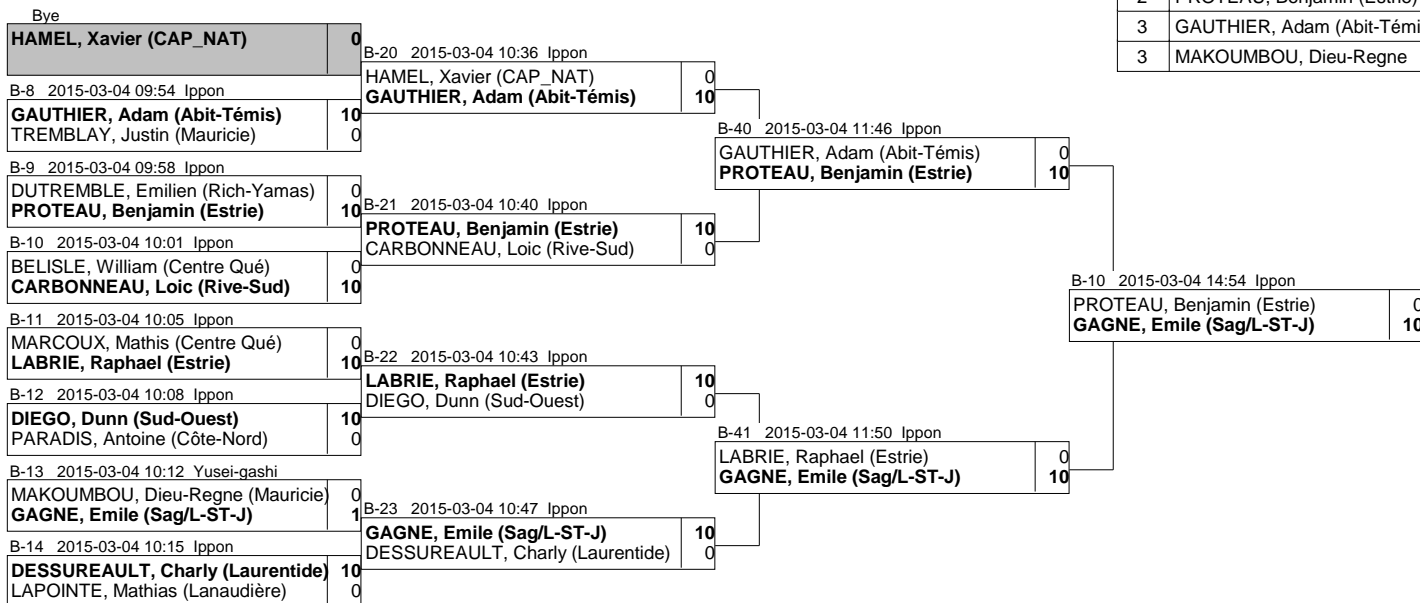 Bye
HAMEL, Xavier (CAP_NAT) 0
B-8 2015-03-04 09:54 Ippon
GAUTHIER, Adam (Abit-Témis) 10
TREMBLAY, Justin (Mauricie) 0
B-9 2015-03-04 09:58 Ippon
DUTREMBLE, Emilien (Rich-Yamas) 0
PROTEAU, Benjamin (Estrie) 10
B-10 2015-03-04 10:01 Ippon
BELISLE, William (Centre Qué) 0
CARBONNEAU, Loic (Rive-Sud) 10
B-11 2015-03-04 10:05 Ippon
MARCOUX, Mathis (Centre Qué) 0
LABRIE, Raphael (Estrie) 10
B-12 2015-03-04 10:08 Ippon
DIEGO, Dunn (Sud-Ouest) 10
PARADIS, Antoine (Côte-Nord) 0
B-13 2015-03-04 10:12 Yusei-gashi
MAKOUMBOU, Dieu-Regne (Mauricie) 0
GAGNE, Emile (Sag/L-ST-J) 1
B-14 2015-03-04 10:15 Ippon
DESSUREAULT, Charly (Laurentide) 10
LAPOINTE, Mathias (Lanaudière) 0
B-20 2015-03-04 10:36 Ippon
HAMEL, Xavier (CAP_NAT) 0
GAUTHIER, Adam (Abit-Témis) 10
B-21 2015-03-04 10:40 Ippon
PROTEAU, Benjamin (Estrie) 10
CARBONNEAU, Loic (Rive-Sud) 0
B-22 2015-03-04 10:43 Ippon
LABRIE, Raphael (Estrie) 10
DIEGO, Dunn (Sud-Ouest) 0
B-23 2015-03-04 10:47 Ippon
GAGNE, Emile (Sag/L-ST-J) 10
DESSUREAULT, Charly (Laurentide) 0
B-40 2015-03-04 11:46 Ippon
GAUTHIER, Adam (Abit-Témis) 0
PROTEAU, Benjamin (Estrie) 10
B-41 2015-03-04 11:50 Ippon
LABRIE, Raphael (Estrie) 0
GAGNE, Emile (Sag/L-ST-J) 10
B-10 2015-03-04 14:54 Ippon
PROTEAU, Benjamin (Estrie) 0
GAGNE, Emile (Sag/L-ST-J) 10
2 PROTEAU, Benjamin (Estrie)
3 GAUTHIER, Adam (Abit-Témi
3 MAKOUMBOU, Dieu-Regne